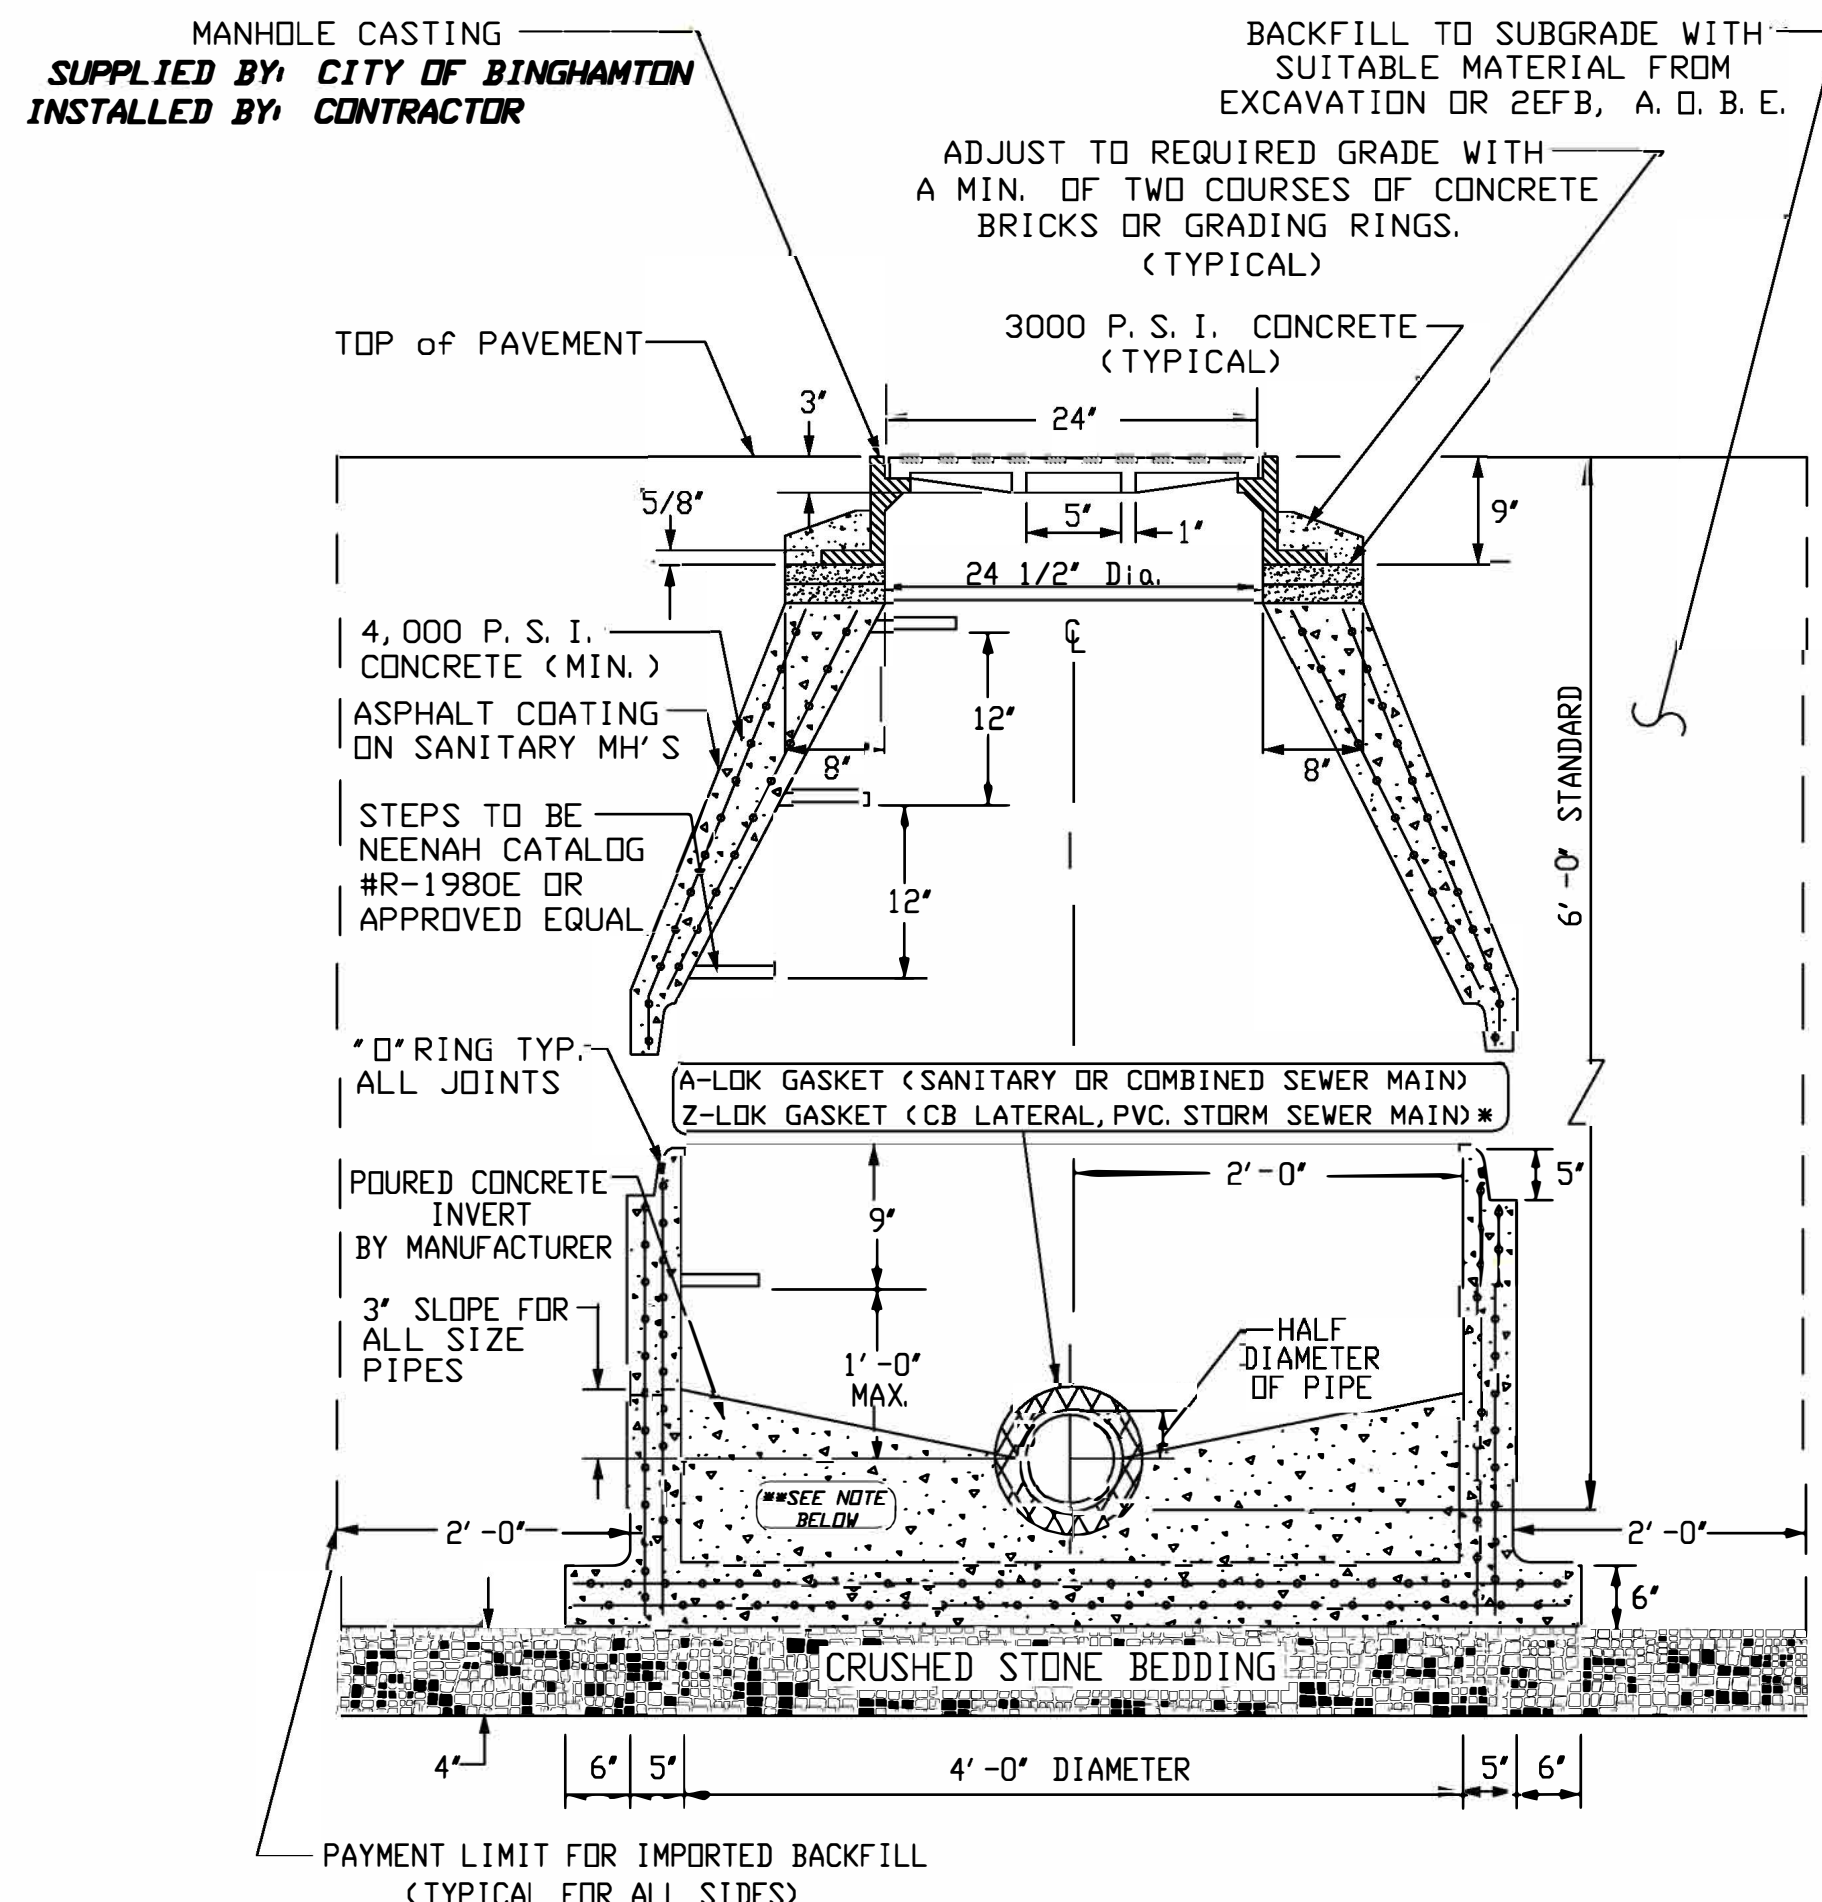 MANHOLE CASTING
SUPPLIED BY: CITY OF BINGHAMTON
INSTALLED BY: CONTRACTOR
BACKFILL TO SUBGRADE WITH
SUITABLE MATERIAL FROM
EXCAVATION OR 2EFB, A. O. B. E.
ADJUST TO REQUIRED GRADE WITH
A MIN. OF TWO COURSES OF CONCRETE
BRICKS OR GRADING RINGS.
(TYPICAL)
3000 P. S. I. CONCRETE
(TYPICAL)
TOP of PAVEMENT
3"
24"
5/8"
5"
1"
9"
24 1/2" Dia.
4,000 P. S. I.
CONCRETE (MIN.)
℄
ASPHALT COATING
ON SANITARY MH'S
12"
8"
8"
6'-0" STANDARD
STEPS TO BE
NEENAH CATALOG
#R-1980E OR
APPROVED EQUAL
12"
"O" RING TYP.
ALL JOINTS
A-LOK GASKET (SANITARY OR COMBINED SEWER MAIN)
Z-LOK GASKET (CB LATERAL, PVC. STORM SEWER MAIN)*
POURED CONCRETE
INVERT
BY MANUFACTURER
2'-0"
5"
9"
3" SLOPE FOR
ALL SIZE
PIPES
1'-0"
MAX.
HALF
DIAMETER
OF PIPE
**SEE NOTE
BELOW
2'-0"
2'-0"
6"
CRUSHED STONE BEDDING
4"
6"
5"
4'-0" DIAMETER
5"
6"
PAYMENT LIMIT FOR IMPORTED BACKFILL
(TYPICAL FOR ALL SIDES)